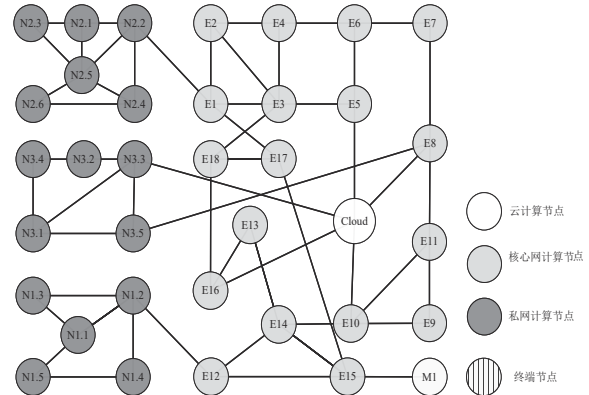 N2.3 N2.1 N2.2 E2 E4 E6 E7
N2.5
N2.6 N2.4 E1 E3 E5
E8
N3.4 N3.2 N3.3 E18 E17
云计算节点
E13 Cloud
N3.1 N3.5
E11
核心网计算节点
E16
N1.3 N1.2
私网计算节点
E14 E10 E9
N1.1
N1.5 N1.4 E12 E15 M1
终端节点